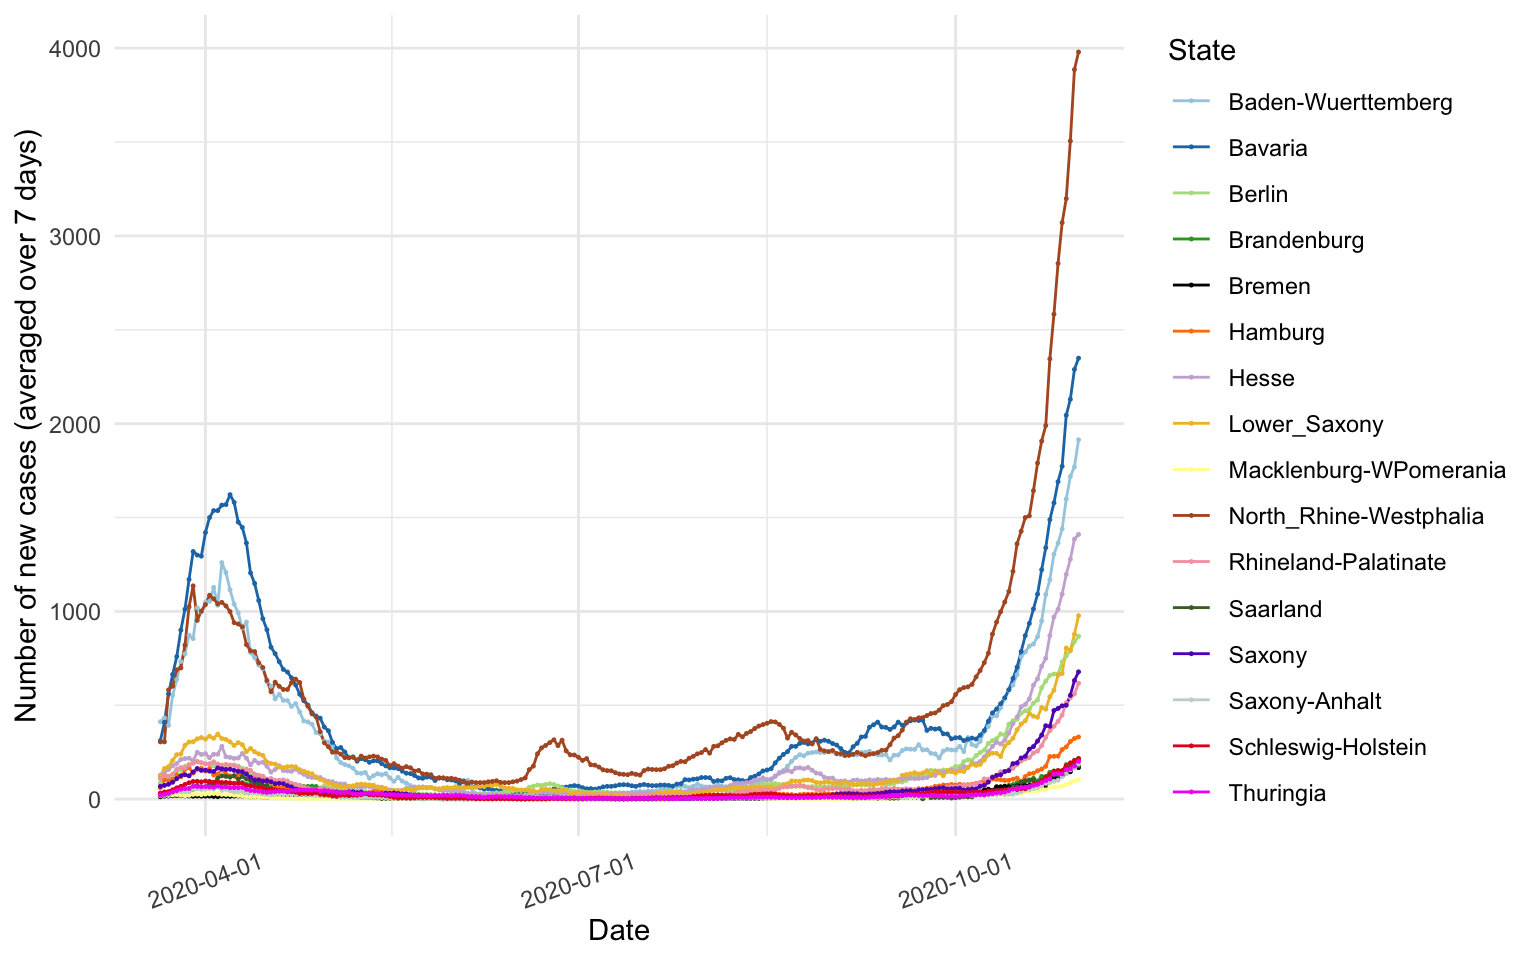 Number of new cases (averaged over 7 days)
4000
3000
2000
1000
0
2020-04-01
2020-07-01
2020-10-01
Date
State
Baden-Wuerttemberg
Bavaria
Berlin
Brandenburg
Bremen
Hamburg
Hesse
Lower_Saxony
Macklenburg-WPomerania
North_Rhine-Westphalia
Rhineland-Palatinate
Saarland
Saxony
Saxony-Anhalt
Schleswig-Holstein
Thuringia